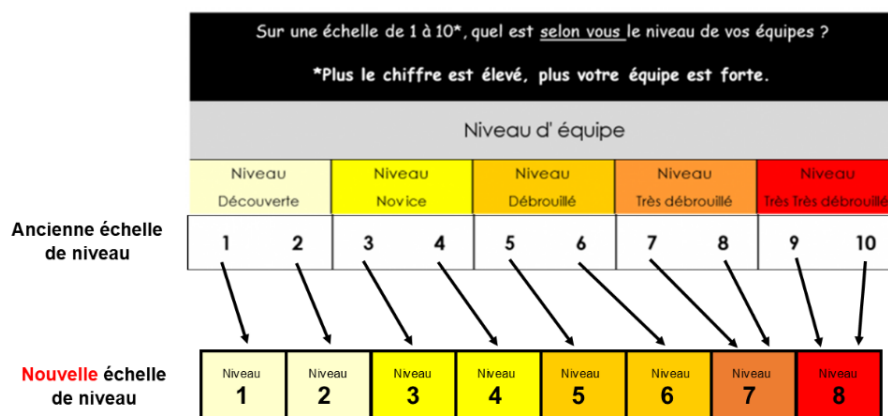 Sur une échelle de 1 à 10*, quel est selon vous le niveau de vos équipes ?
*Plus le chiffre est élevé, plus votre équipe est forte.
Niveau d' équipe
Niveau Niveau Niveau Niveau Niveau
Découverte Novice Débrouillé Très débrouillé Très Très débrouillé
Ancienne échelle
de niveau
1 2 3 4 5 6 7 8 9 10
Nouvelle échelle
de niveau
Niveau Niveau Niveau Niveau Niveau Niveau Niveau Niveau
1 2 3 4 5 6 7 8